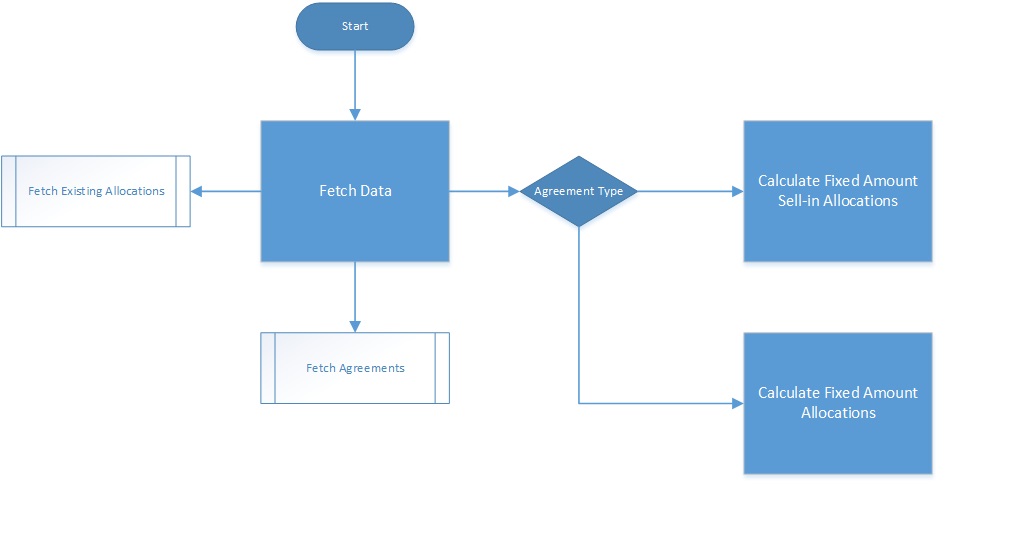 Start
Fetch Existing Allocations
Fetch Data
Agreement Type
Calculate Fixed Amount
Sell-in Allocations
Fetch Agreements
Calculate Fixed Amount
Allocations